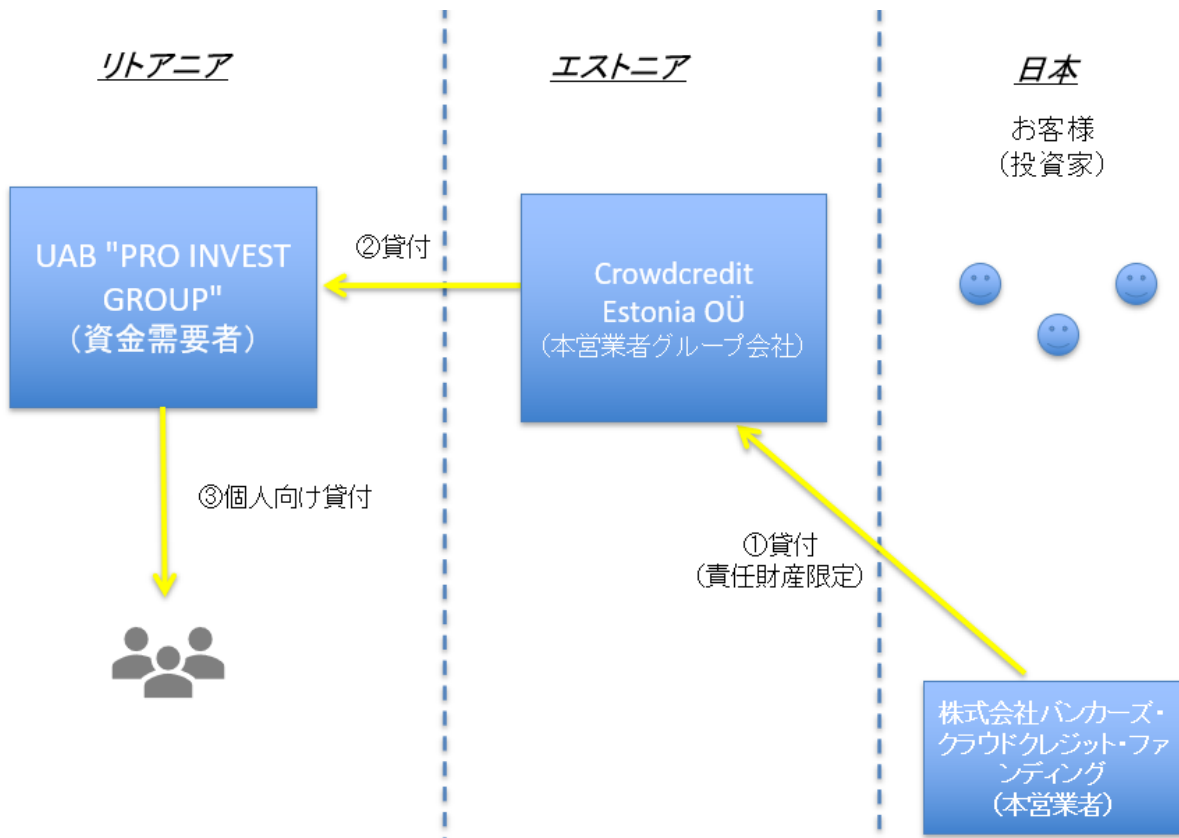 リトアニア
エストニア
日本
お客様
(投資家)
UAB "PRO INVEST
GROUP"
(資金需要者)
②貸付
Crowdcredit
Estonia OÜ
(本営業者グループ会社)
③個人向け貸付
①貸付
(責任財産限定)
株式会社バンカーズ・
クラウドクレジット・ファ
ンディング
(本営業者)